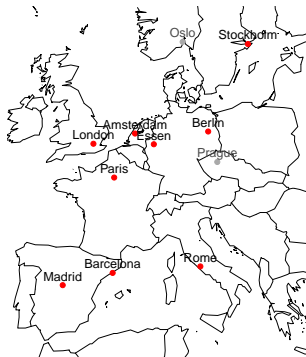 Oslo
Stockholm
Amsterdam
Berlin
London
Essen
Prague
Paris
Rome
Barcelona
Madrid